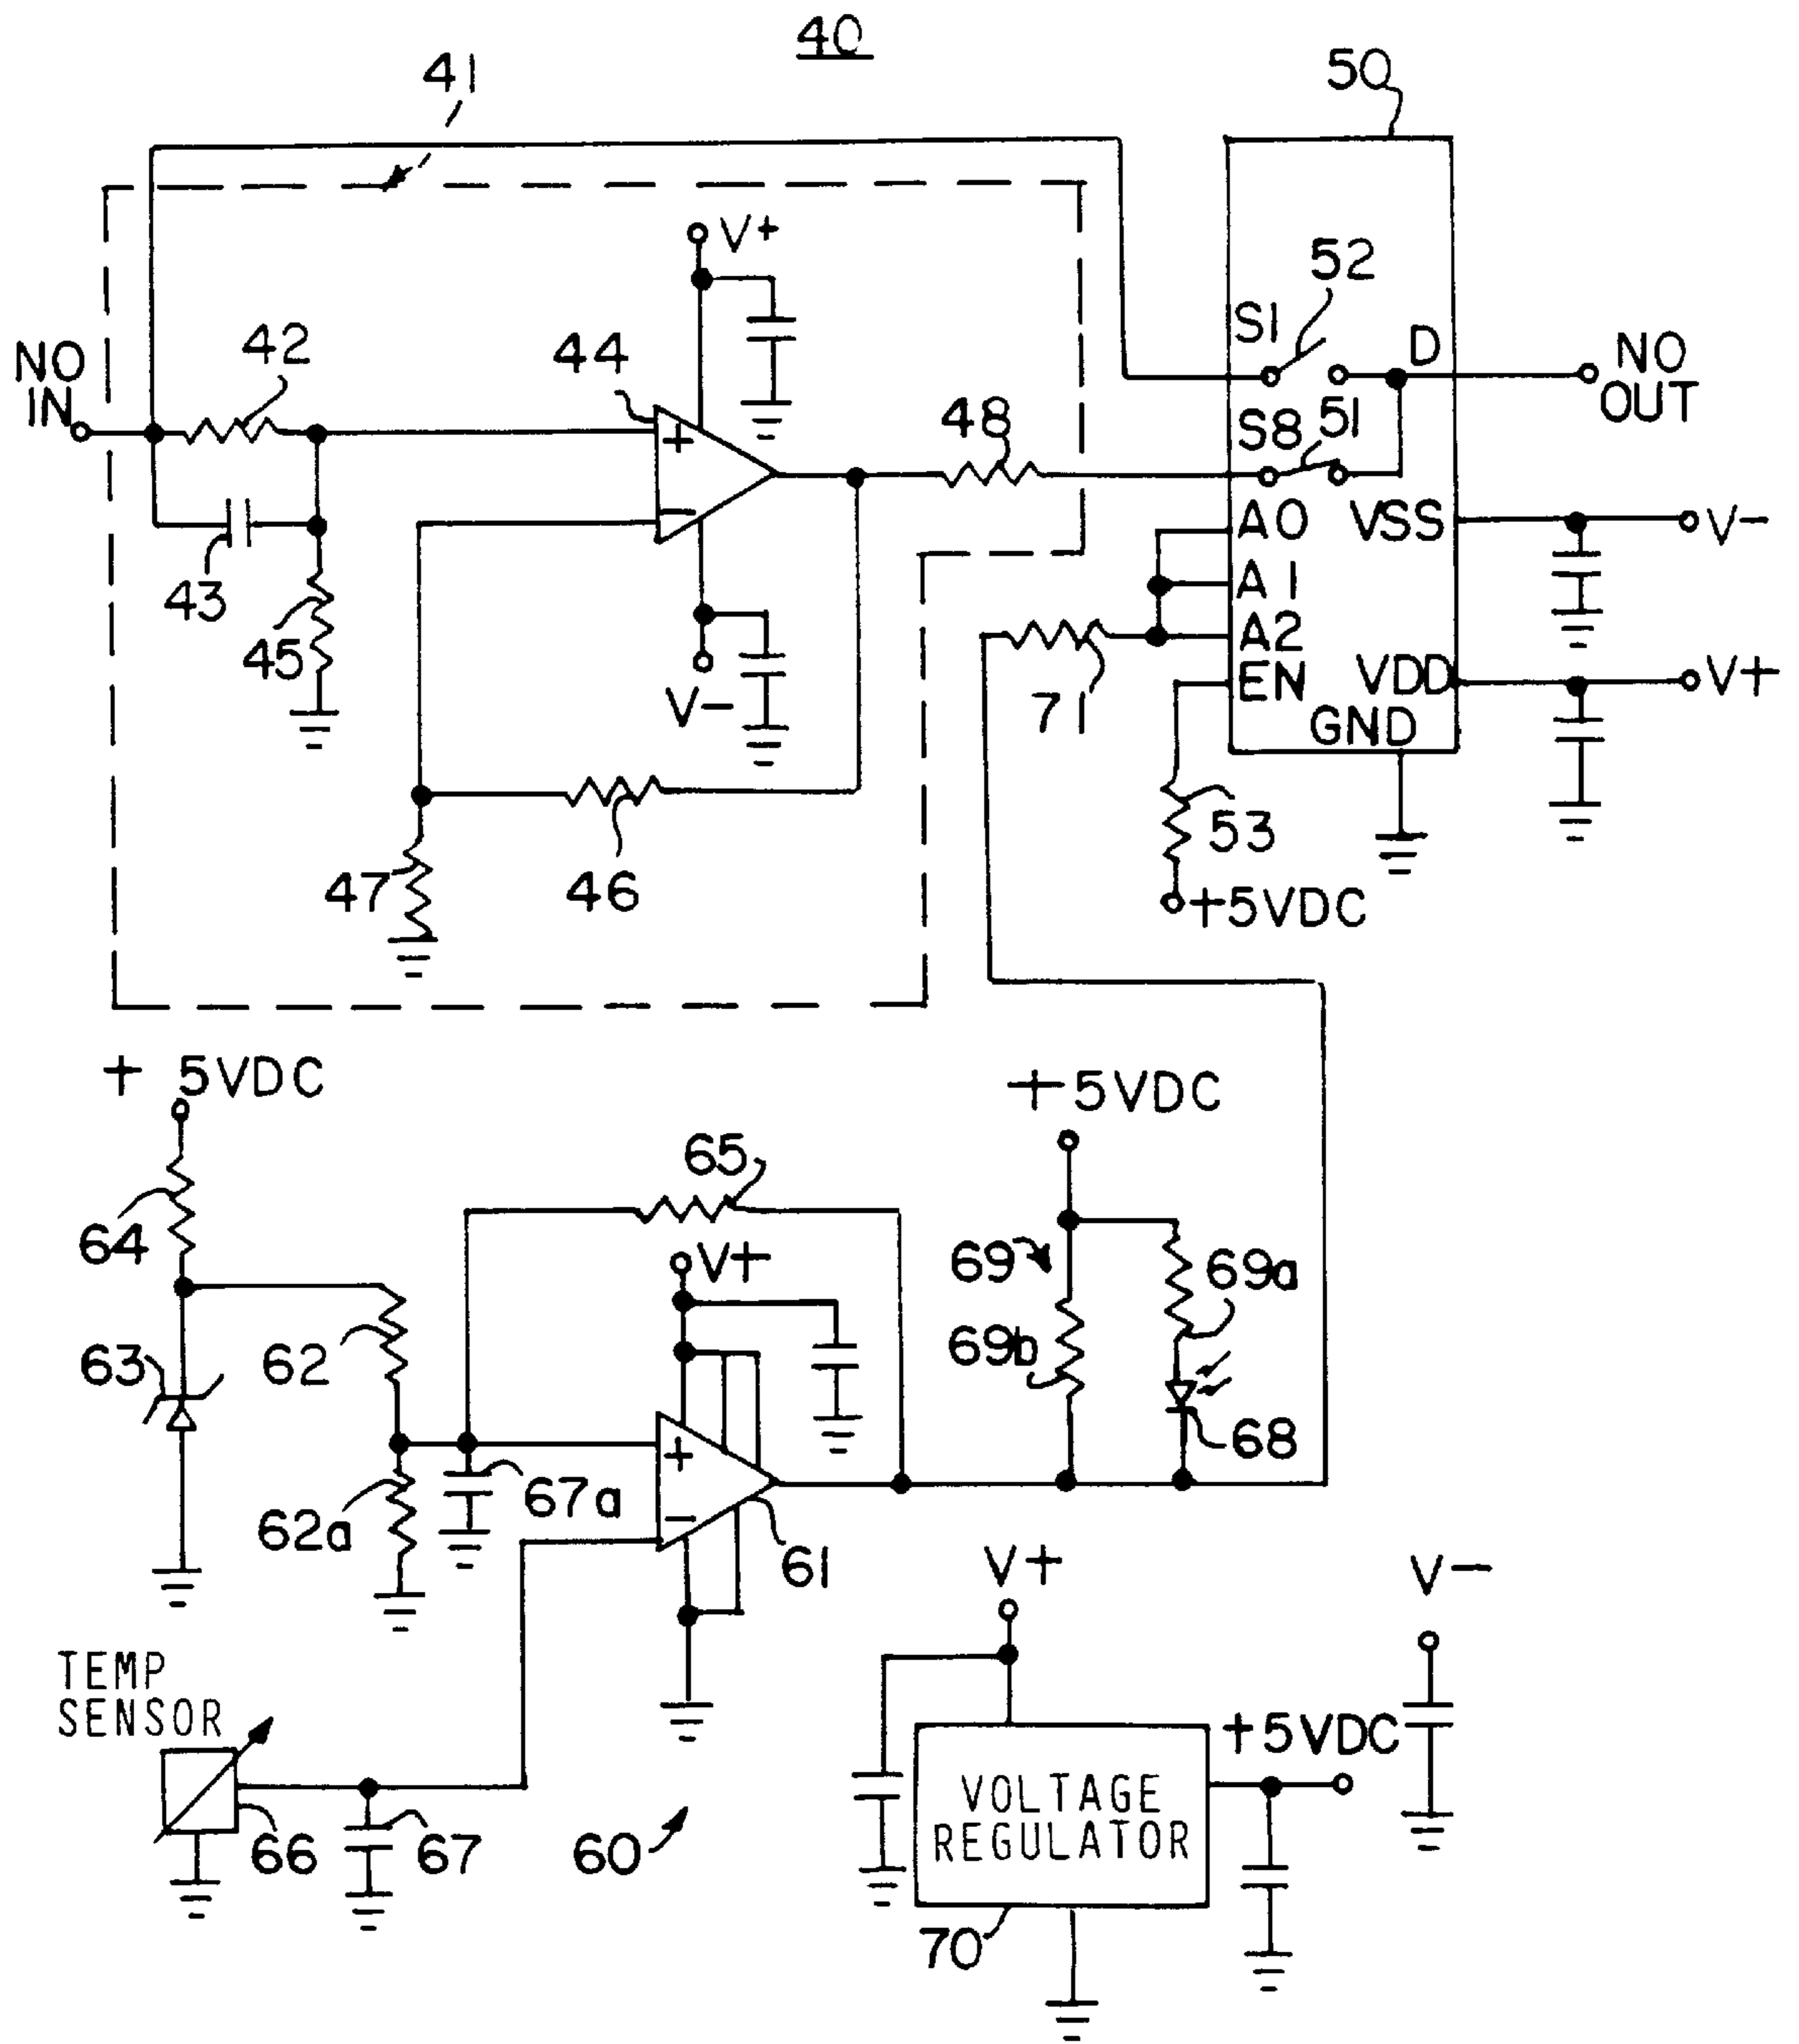 40
41
50
V+
52
S1
D
NO
IN
42
44
NO
OUT
48
S8
51
+
−
A0
VSS
V-
43
A1
45
A2
V-
71
EN
VDD
V+
GND
53
47
46
+5VDC
+ 5VDC
+5VDC
65
64
V+
69
69a
63
62
69b
68
+
−
62a
67a
61
V+
V-
TEMP
SENSOR
+5VDC
VOLTAGE
REGULATOR
66
67
60
70